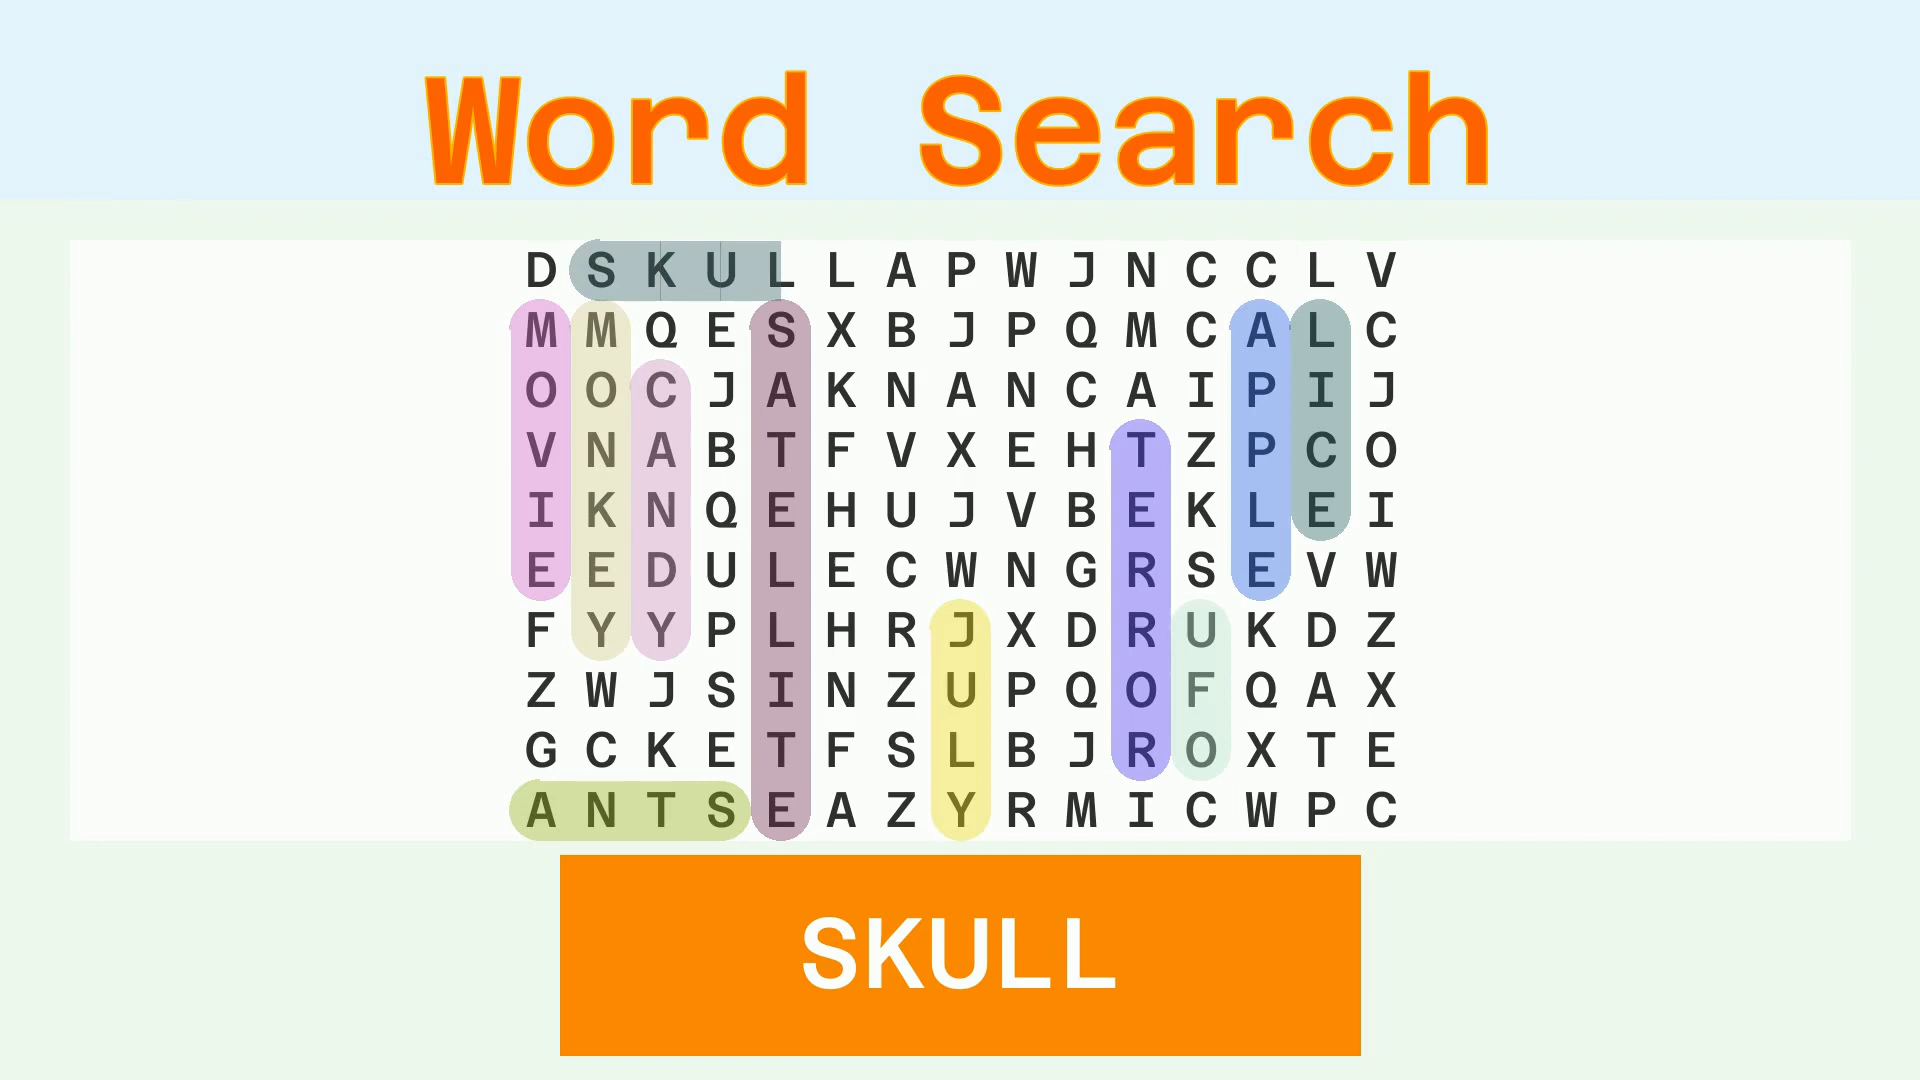 Word Search
D S K U L L A P W J N C C L V
M M Q E S X B J P Q M C A L C
O O C J A K N A N C A I P I J
V N A B T F V X E H T Z P C O
I K N Q E H U J V B E K L E I
E E D U L E C W N G R S E V W
F Y Y P L H R J X D R U K D Z
Z W J S I N Z U P Q O F Q A X
G C K E T F S L B J R O X T E
A N T S E A Z Y R M I C W P C
SKULL